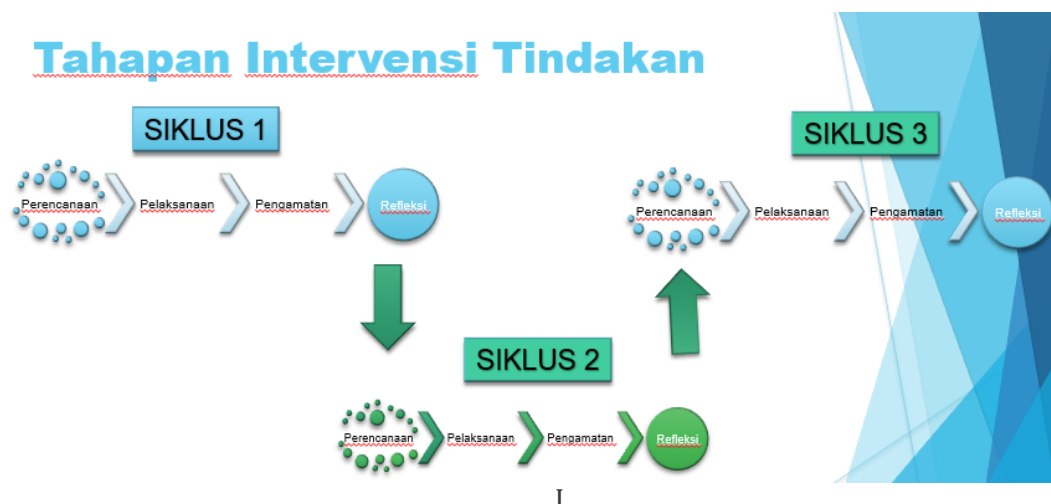 Tahapan Intervensi Tindakan
SIKLUS 1
Perencanaan
Pelaksanaan
Pengamatan
Refleksi
SIKLUS 2
Perencanaan
Pelaksanaan
Pengamatan
Refleksi
SIKLUS 3
Perencanaan
Pelaksanaan
Pengamatan
Refleksi